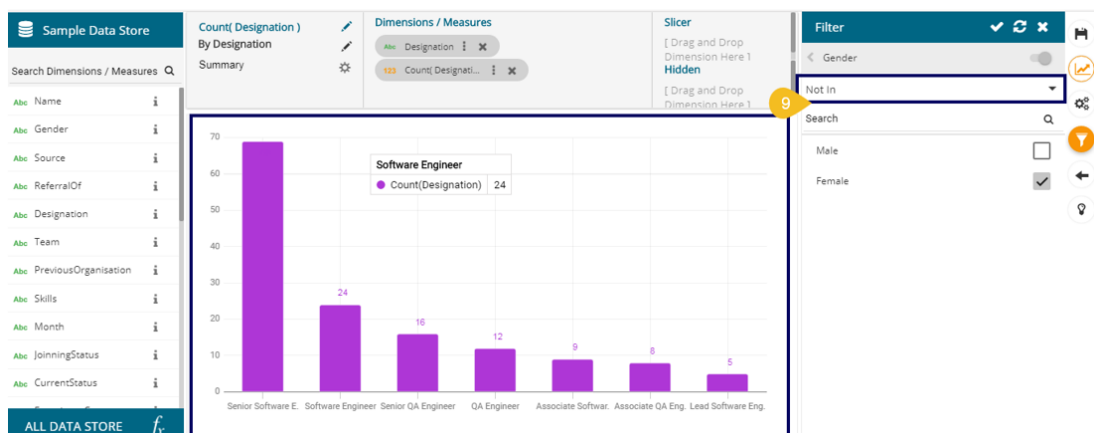 Sample Data Store
Search Dimensions / Measures
Abc Name i
Abc Gender i
Abc Source i
Abc ReferralOf i
Abc Designation i
Abc Team i
Abc PreviousOrganisation i
Abc Skills i
Abc Month i
Abc JoinningStatus i
Abc CurrentStatus i
ALL DATA STORE fx
Count( Designation )
By Designation
Summary
Dimensions / Measures
Abc Designation
123 Count( Designati...
Slicer
[ Drag and Drop
Dimension Here ]
Hidden
[ Drag and Drop
Dimension Here ]
70
60
50
40
30
20
10
0
Software Engineer
Count(Designation) 24
24
16
12
9
8
5
Senior Software E. Software Engineer Senior QA Engineer QA Engineer Associate Softwar. Associate QA Eng. Lead Software Eng.
Filter
Gender
Not In
9
Search
Male
Female